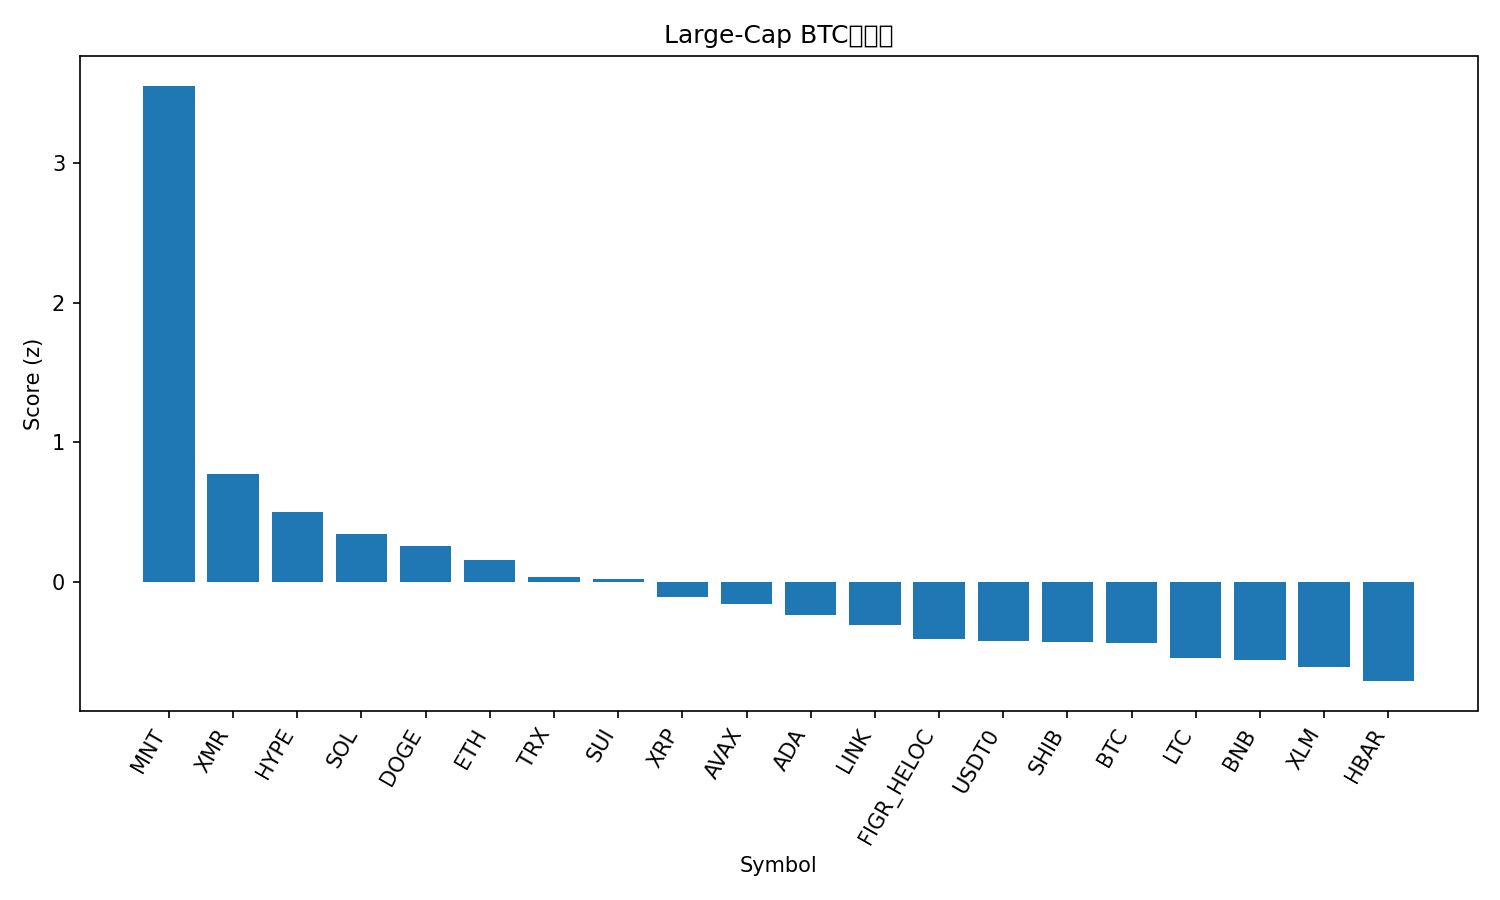 Large-Cap BTC
3
2
1
0
Score (z)
MNT
XMR
HYPE
SOL
DOGE
ETH
TRX
SUI
XRP
AVAX
ADA
LINK
FIGR_HELOC
USDT0
SHIB
BTC
LTC
BNB
XLM
HBAR
Symbol